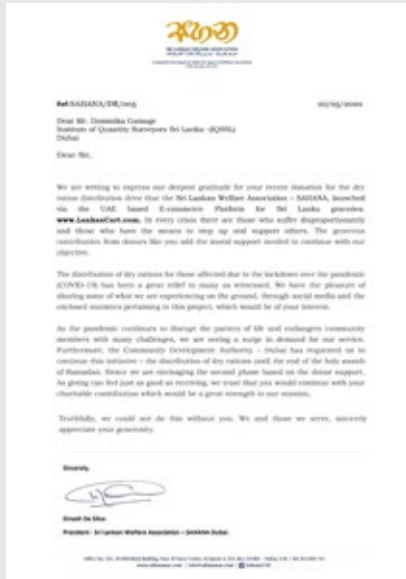 සහන
SRI LANKAN WELFARE ASSOCIATION
Ref: SAHANA/DR/005 20/05/2020
Dear Mr. Dominika Gamage
Institute of Quantity Surveyors Sri Lanka (IQSSL)
Dubai
Dear Sir,
We are writing to express our deepest gratitude for your recent donation for the dry
ration distribution drive that the Sri Lankan Welfare Association – SAHANA, launched
via the UAE based E-commerce Platform for Sri Lanka groceries:
www.LankanCart.com. In every crisis there are those who suffer disproportionately
and those who have the means to step up and support others. The generous
contribution from donors like you add the moral support needed to continue with our
objective.
The distribution of dry rations for those affected due to the lockdown over the pandemic
(COVID-19) has been a great relief to many as witnessed. We have the pleasure of
sharing some of what we are experiencing on the ground, through social media and the
enclosed statistics pertaining to this project, which would be of your interest.
As the pandemic continues to disrupt the pattern of life and endangers community
members with many challenges, we are seeing a surge in demand for our service.
Furthermore, the Community Development Authority – Dubai has requested us to
continue this initiative - the distribution of dry rations until the end of the holy month
of Ramadan. Hence we are envisaging the second phase based on the donor support.
As giving can feel just as good as receiving, we trust that you would continue with your
charitable contribution which would be a great strength to our mission.
Truthfully, we could not do this without you. We and those we serve, sincerely
appreciate your generosity.
Sincerely,
Dinesh De Silva
President - Sri Lankan Welfare Association - SAHANA Dubai.